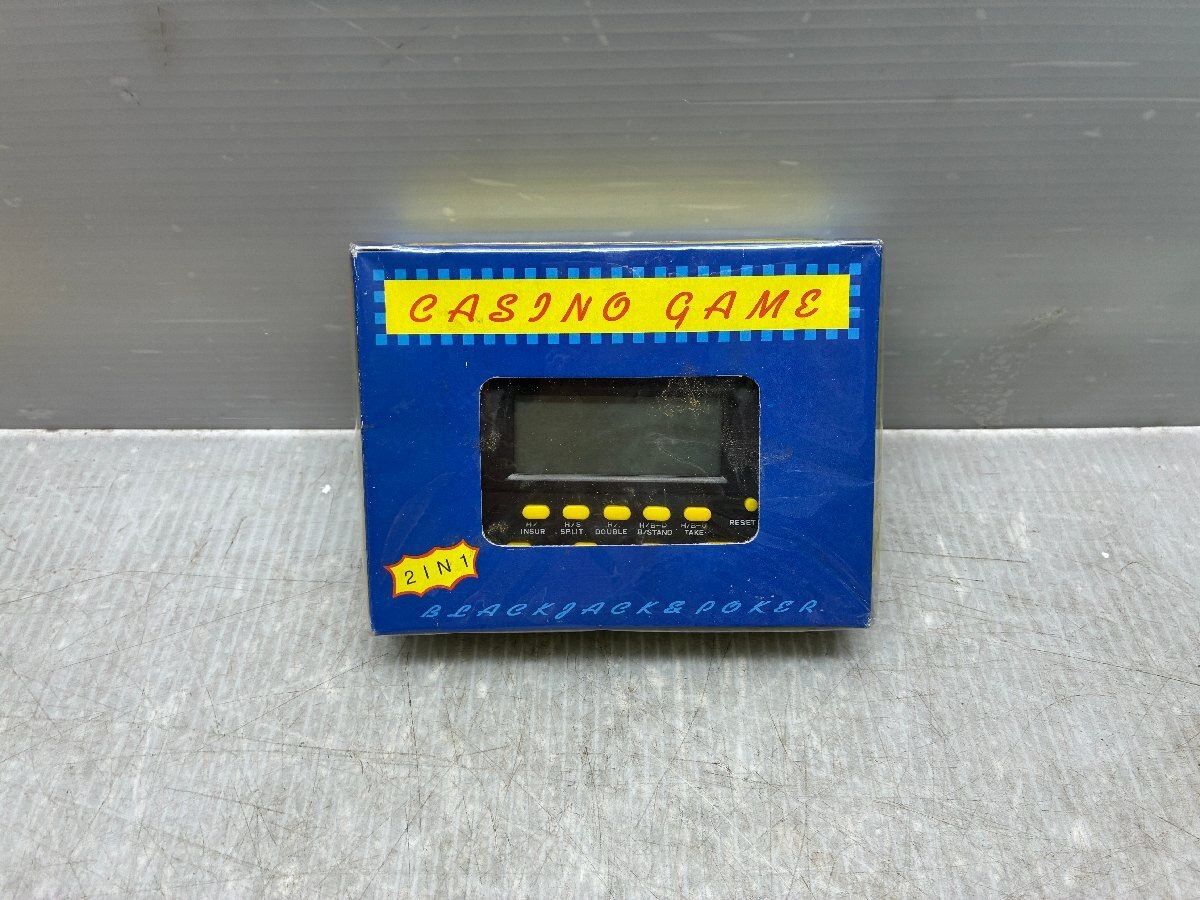 CASINO GAME
H/ H/S H/. H/B-D H/B-U
INSUR SPLIT DOUBLE B/STAND TAKE
RESET
2 IN 1
BLACKJACK & POKER